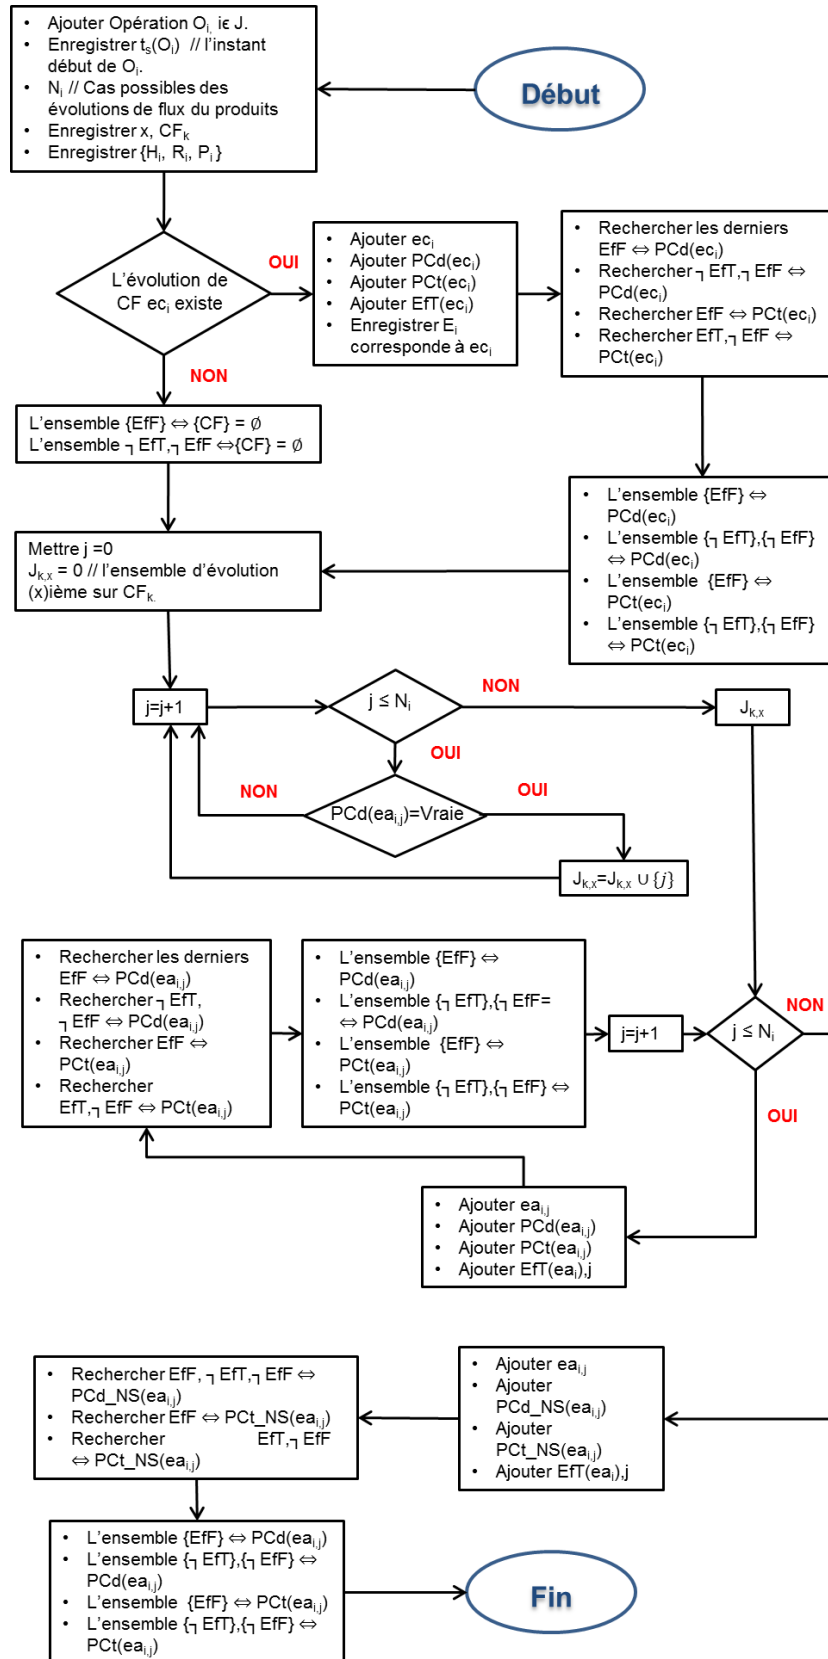 Début
• Ajouter Opération Oᵢ, iϵ J.
• Enregistrer tₛ(Oᵢ) // l'instant
début de Oᵢ.
• Nᵢ // Cas possibles des
évolutions de flux du produits
• Enregistrer x, CFₖ
• Enregistrer {Hᵢ, Rᵢ, Pᵢ}
L'évolution de
CF ecᵢ existe
OUI
NON
• Ajouter ecᵢ
• Ajouter PCd(ecᵢ)
• Ajouter PCt(ecᵢ)
• Ajouter EfT(ecᵢ)
• Enregistrer Eᵢ
corresponde à ecᵢ
• Rechercher les derniers
EfF ⇔ PCd(ecᵢ)
• Rechercher ┐EfT,┐EfF ⇔
PCd(ecᵢ)
• Rechercher EfF ⇔ PCt(ecᵢ)
• Rechercher EfT,┐EfF ⇔
PCt(ecᵢ)
L'ensemble {EfF} ⇔ {CF} = ∅
L'ensemble ┐EfT,┐EfF ⇔{CF} = ∅
• L'ensemble {EfF} ⇔
PCd(ecᵢ)
• L'ensemble {┐EfT},{┐EfF}
⇔ PCd(ecᵢ)
• L'ensemble {EfF} ⇔
PCt(ecᵢ)
• L'ensemble {┐EfT},{┐EfF}
⇔ PCt(ecᵢ)
Mettre j =0
Jₖ,ₓ = 0 // l'ensemble d'évolution
(x)ième sur CFₖ.
j=j+1
j ≤ Nᵢ
NON
Jₖ,ₓ
OUI
PCd(eaᵢ,ⱼ)=Vraie
NON
OUI
Jₖ,ₓ=Jₖ,ₓ ∪ {j}
• Rechercher les derniers
EfF ⇔ PCd(eaᵢ,ⱼ)
• Rechercher ┐EfT,
┐EfF ⇔ PCd(eaᵢ,ⱼ)
• Rechercher EfF ⇔
PCt(eaᵢ,ⱼ)
• Rechercher
EfT,┐EfF ⇔ PCt(eaᵢ,ⱼ)
• L'ensemble {EfF} ⇔
PCd(eaᵢ,ⱼ)
• L'ensemble {┐EfT},{┐EfF=
⇔ PCd(eaᵢ,ⱼ)
• L'ensemble {EfF} ⇔
PCt(eaᵢ,ⱼ)
• L'ensemble {┐EfT},{┐EfF} ⇔
PCt(eaᵢ,ⱼ)
j=j+1
j ≤ Nᵢ
NON
OUI
• Ajouter eaᵢ,ⱼ
• Ajouter PCd(eaᵢ,ⱼ)
• Ajouter PCt(eaᵢ,ⱼ)
• Ajouter EfT(eaᵢ),j
• Ajouter eaᵢ,ⱼ
• Ajouter
PCd_NS(eaᵢ,ⱼ)
• Ajouter
PCt_NS(eaᵢ,ⱼ)
• Ajouter EfT(eaᵢ),j
• Rechercher EfF, ┐EfT,┐EfF ⇔
PCd_NS(eaᵢ,ⱼ)
• Rechercher EfF ⇔ PCt_NS(eaᵢ,ⱼ)
• Rechercher EfT,┐EfF
⇔ PCt_NS(eaᵢ,ⱼ)
• L'ensemble {EfF} ⇔ PCd(eaᵢ,ⱼ)
• L'ensemble {┐EfT},{┐EfF} ⇔
PCd(eaᵢ,ⱼ)
• L'ensemble {EfF} ⇔ PCt(eaᵢ,ⱼ)
• L'ensemble {┐EfT},{┐EfF} ⇔
PCt(eaᵢ,ⱼ)
Fin